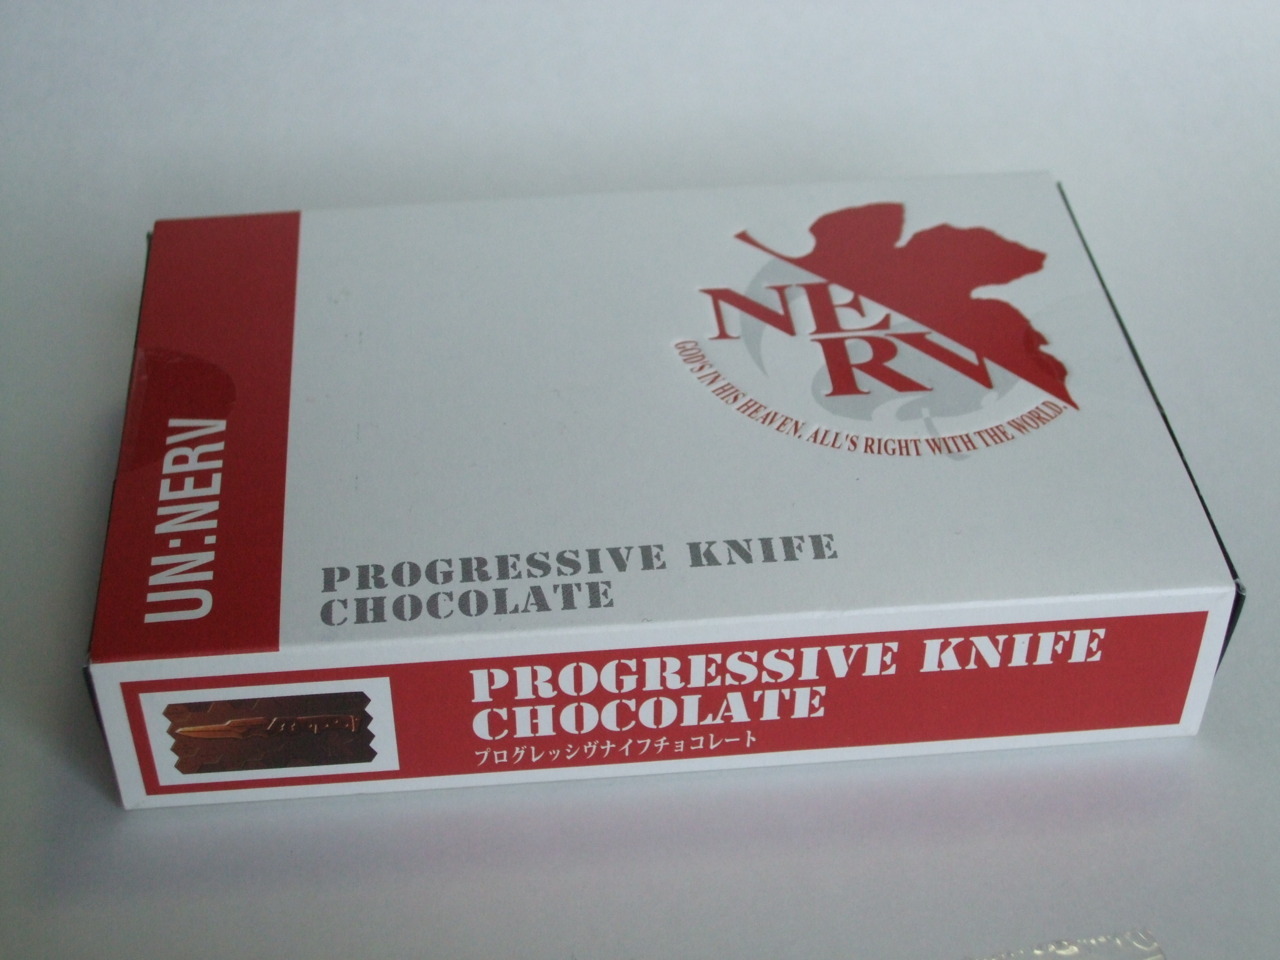 NERV
GOD'S IN HIS HEAVEN. ALL'S RIGHT WITH THE WORLD.
UN:NERV
PROGRESSIVE KNIFE
CHOCOLATE
PROGRESSIVE KNIFE
CHOCOLATE
プログレッシヴナイフチョコレート